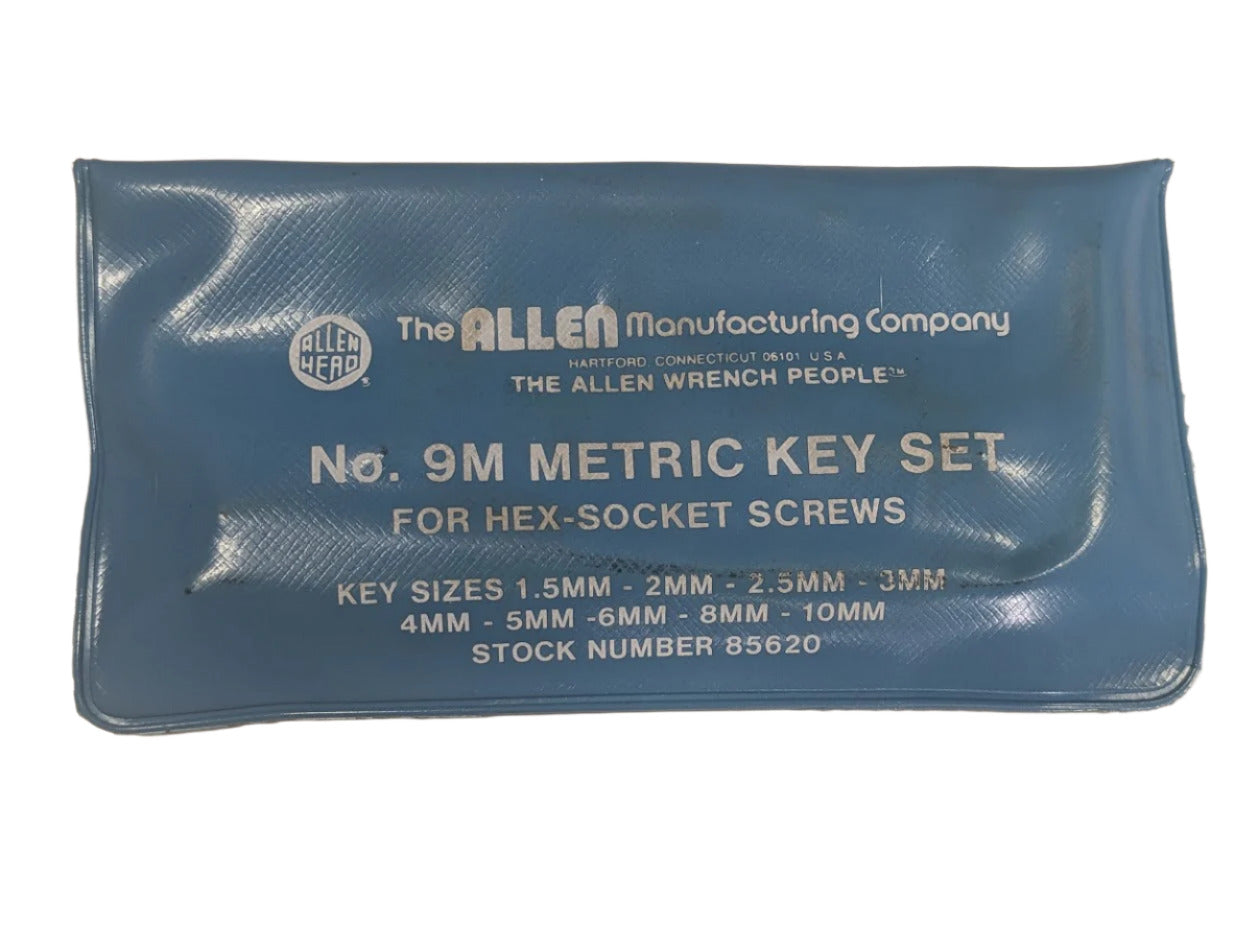 ALLEN
HEAD
®
The ALLEN Manufacturing Company
HARTFORD, CONNECTICUT 06101 U S A
THE ALLEN WRENCH PEOPLE™
No. 9M METRIC KEY SET
FOR HEX-SOCKET SCREWS
KEY SIZES 1.5MM - 2MM - 2.5MM - 3MM
4MM - 5MM -6MM - 8MM - 10MM
STOCK NUMBER 85620